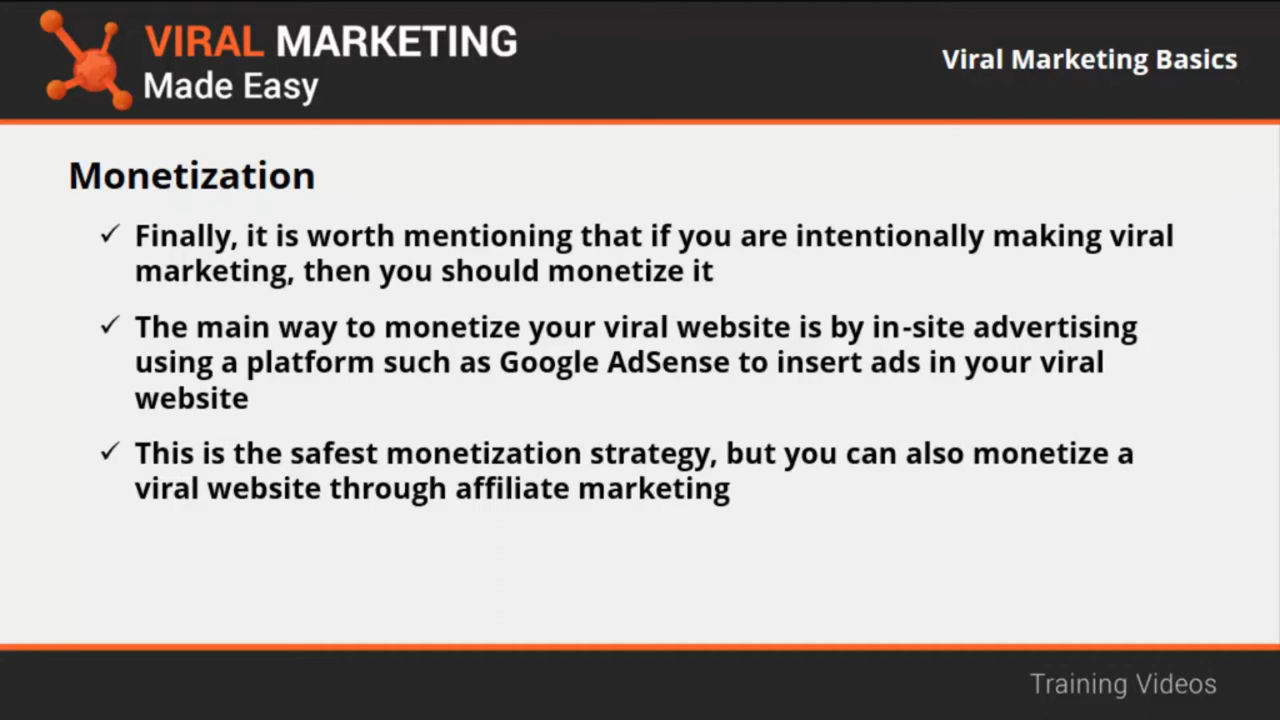 VIRAL MARKETING
Made Easy
Viral Marketing Basics
Monetization
✓ Finally, it is worth mentioning that if you are intentionally making viral
marketing, then you should monetize it
✓ The main way to monetize your viral website is by in-site advertising
using a platform such as Google AdSense to insert ads in your viral
website
✓ This is the safest monetization strategy, but you can also monetize a
viral website through affiliate marketing
Training Videos